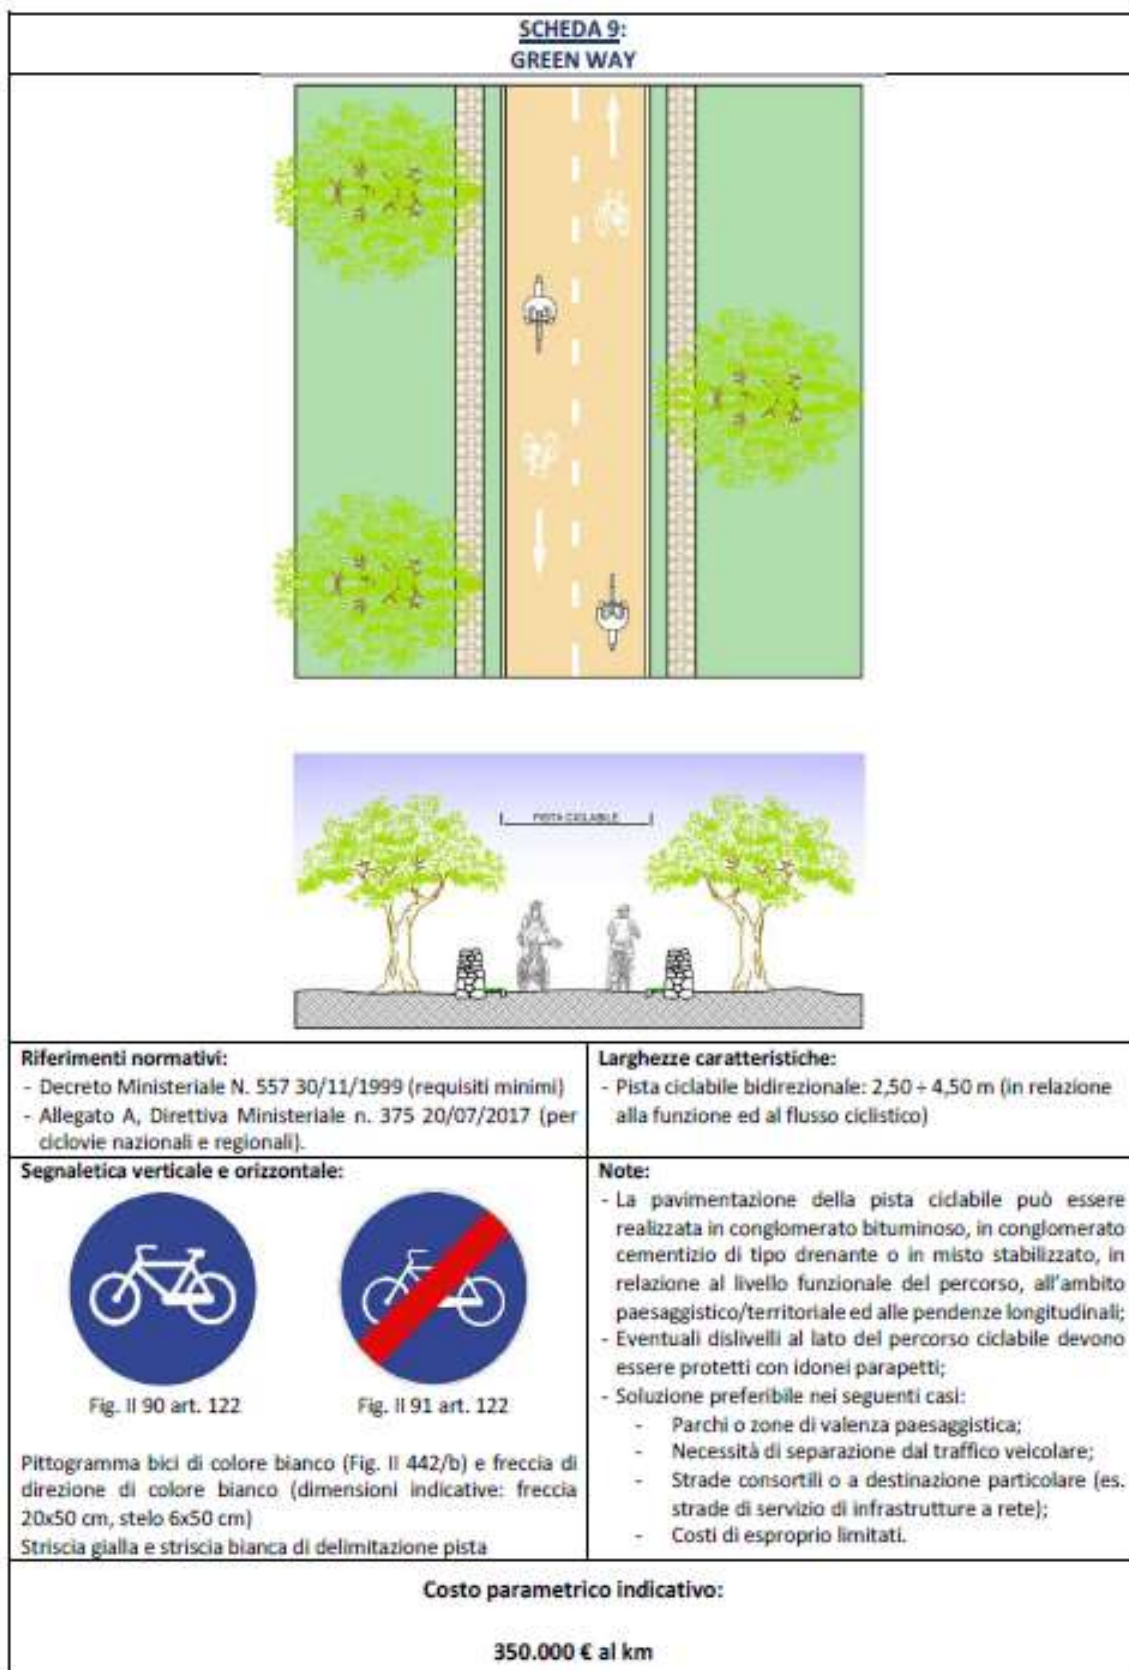 SCHEDA 9:
GREEN WAY
PISTA CICLABILE
Riferimenti normativi:
- Decreto Ministeriale N. 557 30/11/1999 (requisiti minimi)
- Allegato A, Direttiva Ministeriale n. 375 20/07/2017 (per
ciclovie nazionali e regionali).
Larghezze caratteristiche:
- Pista ciclabile bidirezionale: 2,50 ÷ 4,50 m (in relazione
alla funzione ed al flusso ciclistico)
Segnaletica verticale e orizzontale:
Fig. II 90 art. 122
Fig. II 91 art. 122
Pittogramma bici di colore bianco (Fig. II 442/b) e freccia di
direzione di colore bianco (dimensioni indicative: freccia
20x50 cm, stelo 6x50 cm)
Striscia gialla e striscia bianca di delimitazione pista
Note:
- La pavimentazione della pista ciclabile può essere
realizzata in conglomerato bituminoso, in conglomerato
cementizio di tipo drenante o in misto stabilizzato, in
relazione al livello funzionale del percorso, all'ambito
paesaggistico/territoriale ed alle pendenze longitudinali;
- Eventuali dislivelli al lato del percorso ciclabile devono
essere protetti con idonei parapetti;
- Soluzione preferibile nei seguenti casi:
- Parchi o zone di valenza paesaggistica;
- Necessità di separazione dal traffico veicolare;
- Strade consortili o a destinazione particolare (es.
strade di servizio di infrastrutture a rete);
- Costi di esproprio limitati.
Costo parametrico indicativo:
350.000 € al km